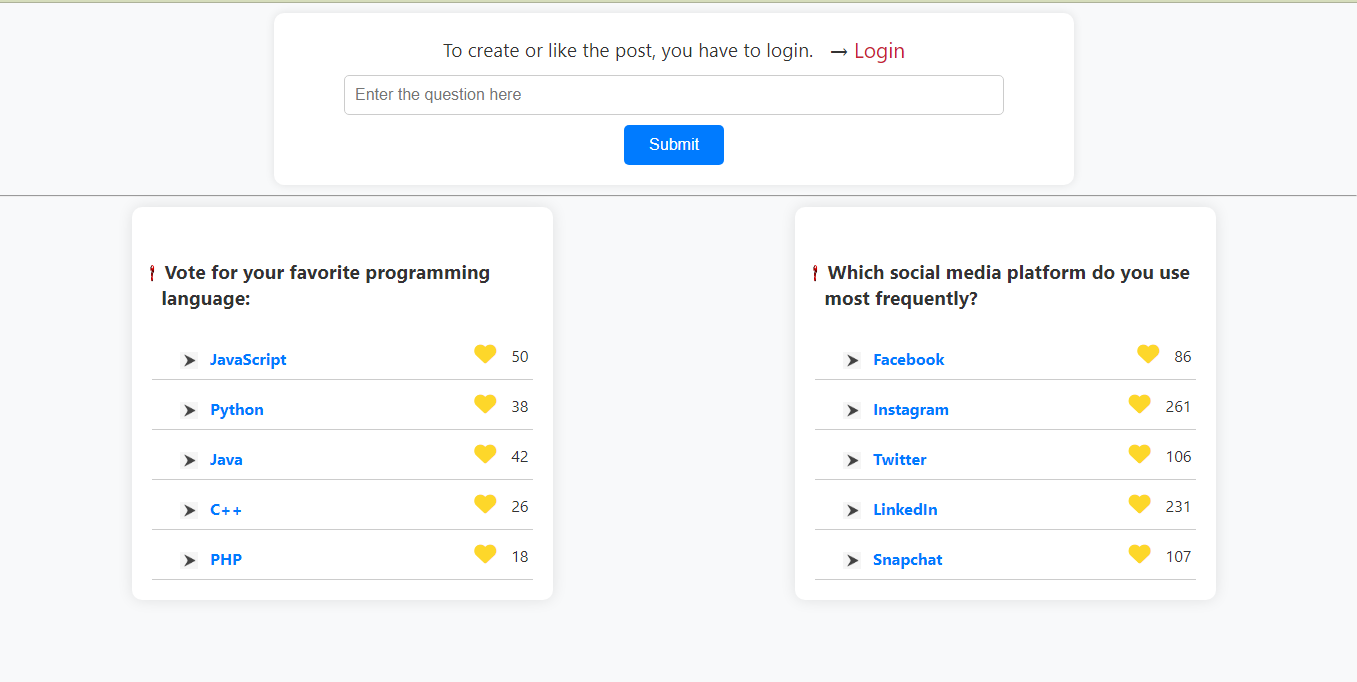 To create or like the post, you have to login. → Login
Enter the question here
Submit
Vote for your favorite programming
language:
➤ JavaScript 50
➤ Python 38
➤ Java 42
➤ C++ 26
➤ PHP 18
Which social media platform do you use
most frequently?
➤ Facebook 86
➤ Instagram 261
➤ Twitter 106
➤ LinkedIn 231
➤ Snapchat 107